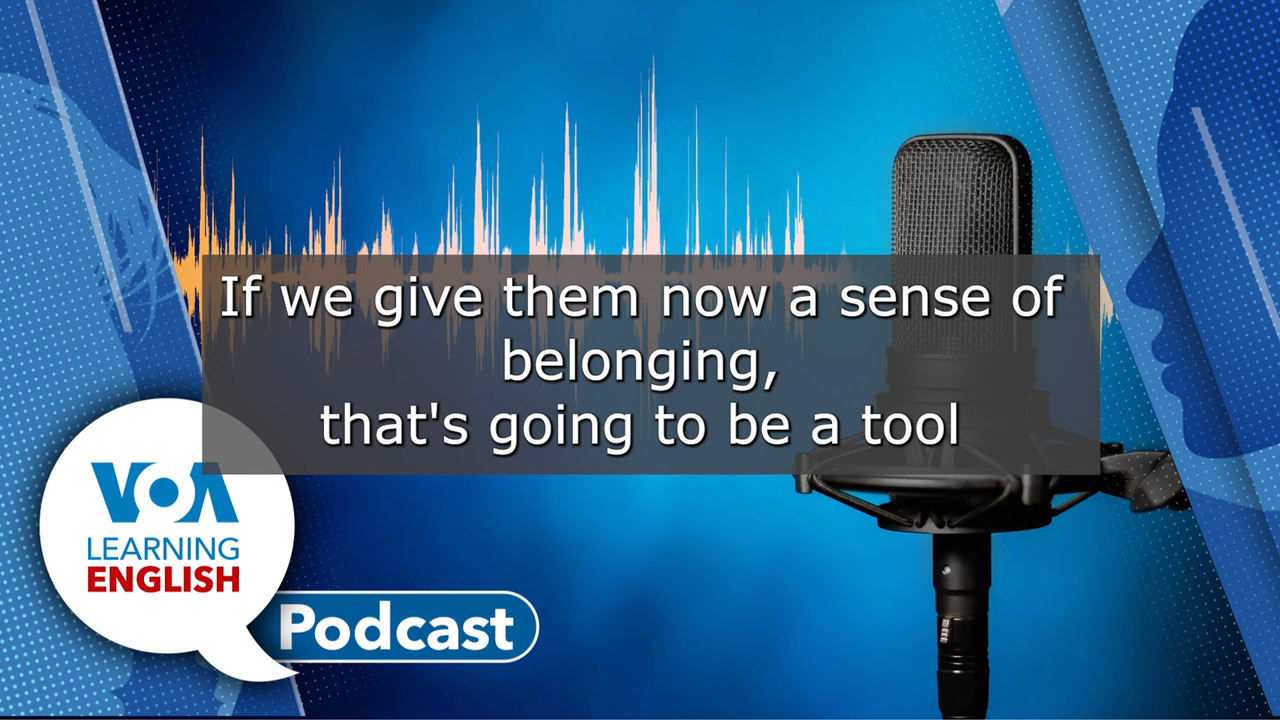 If we give them now a sense of
belonging,
that's going to be a tool
VOA
LEARNING
ENGLISH
Podcast